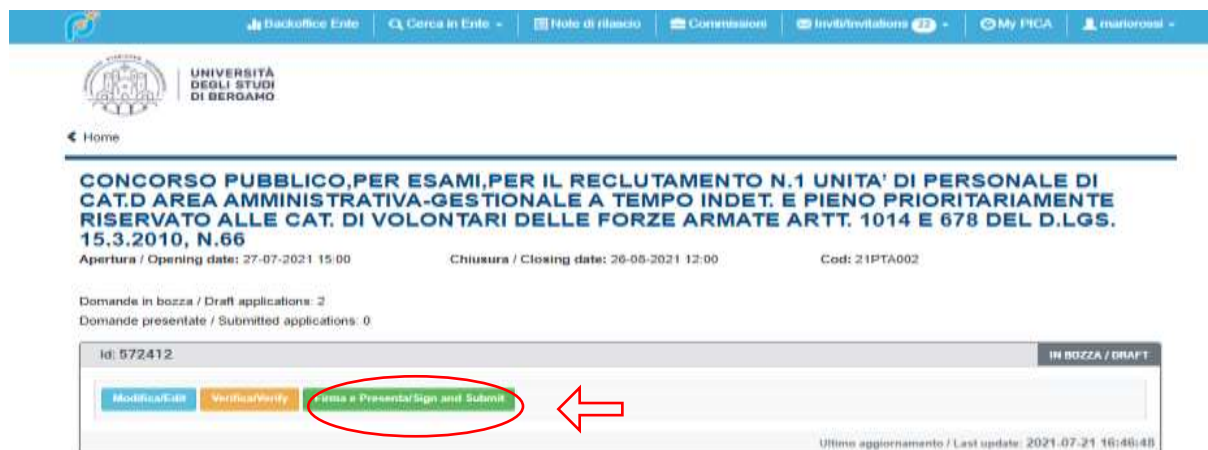 Backoffice Ente Cerca in Ente Note di rilascio Commissioni Inviti/Invitations 22 My PICA mariorossi
UNIVERSITÀ
DEGLI STUDI
DI BERGAMO
Home
CONCORSO PUBBLICO,PER ESAMI,PER IL RECLUTAMENTO N.1 UNITA' DI PERSONALE DI
CAT.D AREA AMMINISTRATIVA-GESTIONALE A TEMPO INDET. E PIENO PRIORITARIAMENTE
RISERVATO ALLE CAT. DI VOLONTARI DELLE FORZE ARMATE ARTT. 1014 E 678 DEL D.LGS.
15.3.2010, N.66
Apertura / Opening date: 27-07-2021 15:00 Chiusura / Closing date: 26-08-2021 12:00 Cod: 21PTA002
Domande in bozza / Draft applications: 2
Domande presentate / Submitted applications: 0
Id: 572412 IN BOZZA / DRAFT
Modifica/Edit Verifica/Verify Firma e Presenta/Sign and Submit
Ultimo aggiornamento / Last update: 2021-07-21 16:46:48